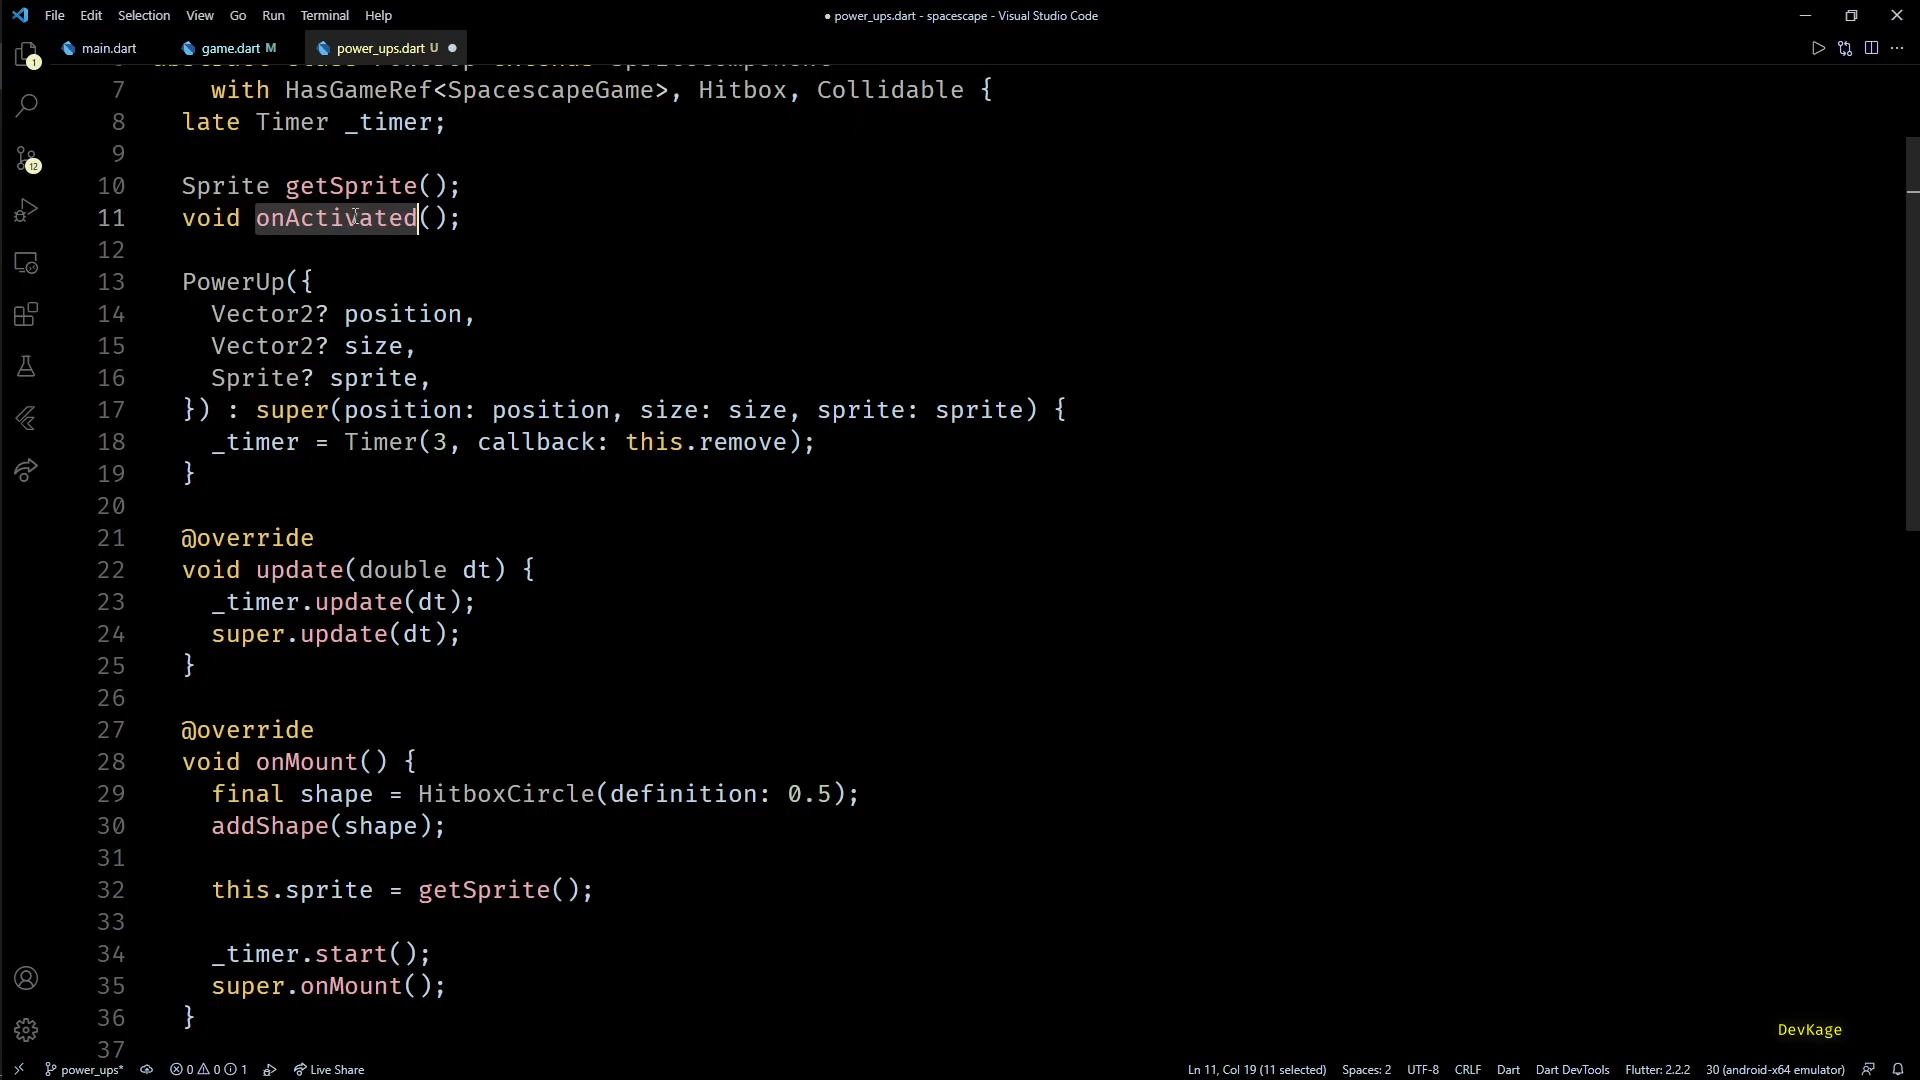 File Edit Selection View Go Run Terminal Help
● power_ups.dart - spacescape - Visual Studio Code
main.dart game.dart M power_ups.dart U ●
1
12
abstract class PowerUp extends SpriteComponent
7 with HasGameRef<SpacescapeGame>, Hitbox, Collidable {
8 late Timer _timer;
9
10 Sprite getSprite();
11 void onActivated();
12
13 PowerUp({
14 Vector2? position,
15 Vector2? size,
16 Sprite? sprite,
17 }) : super(position: position, size: size, sprite: sprite) {
18 _timer = Timer(3, callback: this.remove);
19 }
20
21 @override
22 void update(double dt) {
23 _timer.update(dt);
24 super.update(dt);
25 }
26
27 @override
28 void onMount() {
29 final shape = HitboxCircle(definition: 0.5);
30 addShape(shape);
31
32 this.sprite = getSprite();
33
34 _timer.start();
35 super.onMount();
36 }
37
DevKage
power_ups* 0 0 1 Live Share Ln 11, Col 19 (11 selected) Spaces: 2 UTF-8 CRLF Dart Dart DevTools Flutter: 2.2.2 30 (android-x64 emulator)